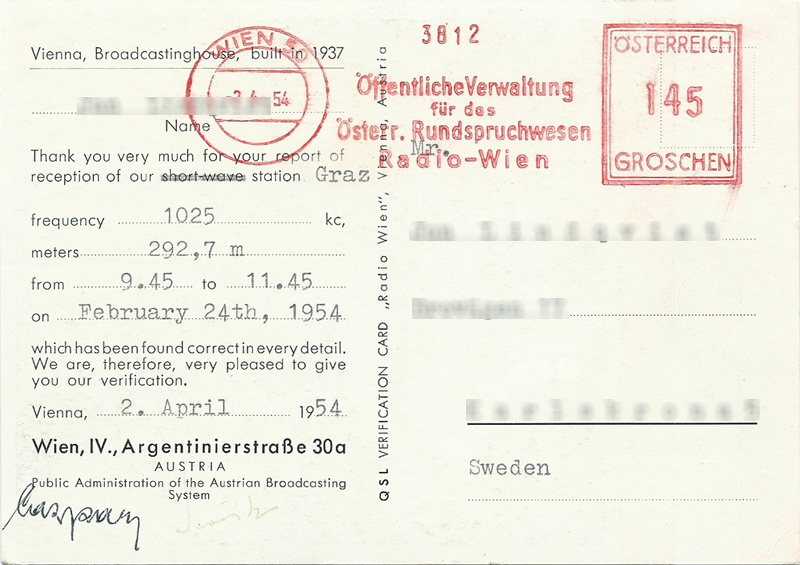 Vienna, Broadcastinghouse, built in 1937
WIEN
54
3812
Öffentliche Verwaltung
für das
Österr. Rundspruchwesen
Radio-Wien
ÖSTERREICH
145
GROSCHEN
Name
Thank you very much for your report of
reception of our short-wave station Graz
frequency 1025 kc,
meters 292,7 m
from 9.45 to 11.45
on February 24th, 1954
which has been found correct in every detail.
We are, therefore, very pleased to give
you our verification.
Vienna, 2. April 1954
Wien, IV., Argentinierstraße 30a
AUSTRIA
Public Administration of the Austrian Broadcasting
System
QSL VERIFICATION CARD „Radio Wien", Vienna, Austria
Mr.
Sweden